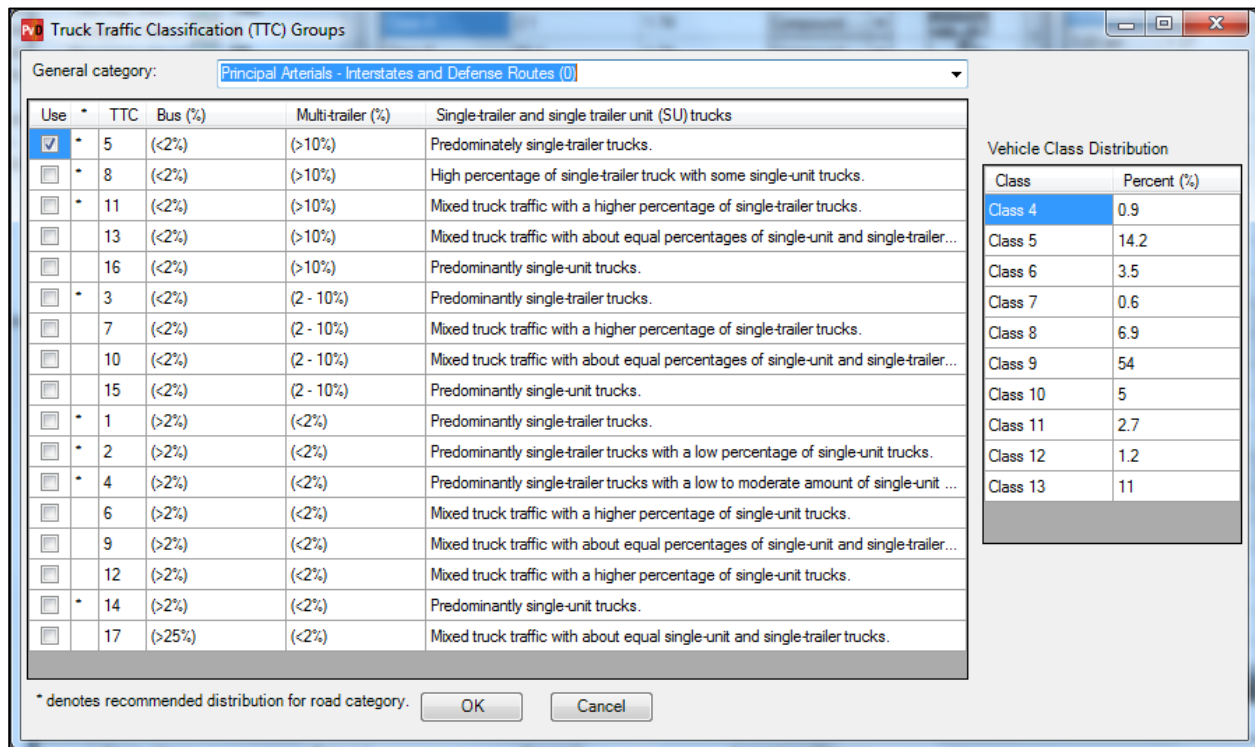 PVD Truck Traffic Classification (TTC) Groups
General category: Principal Arterials - Interstates and Defense Routes (0)
Use * TTC Bus (%) Multi-trailer (%) Single-trailer and single trailer unit (SU) trucks
* 5 (<2%) (>10%) Predominately single-trailer trucks.
* 8 (<2%) (>10%) High percentage of single-trailer truck with some single-unit trucks.
* 11 (<2%) (>10%) Mixed truck traffic with a higher percentage of single-trailer trucks.
13 (<2%) (>10%) Mixed truck traffic with about equal percentages of single-unit and single-trailer...
16 (<2%) (>10%) Predominantly single-unit trucks.
* 3 (<2%) (2 - 10%) Predominantly single-trailer trucks.
7 (<2%) (2 - 10%) Mixed truck traffic with a higher percentage of single-trailer trucks.
10 (<2%) (2 - 10%) Mixed truck traffic with about equal percentages of single-unit and single-trailer...
15 (<2%) (2 - 10%) Predominantly single-unit trucks.
* 1 (>2%) (<2%) Predominantly single-trailer trucks.
* 2 (>2%) (<2%) Predominantly single-trailer trucks with a low percentage of single-unit trucks.
* 4 (>2%) (<2%) Predominantly single-trailer trucks with a low to moderate amount of single-unit ...
6 (>2%) (<2%) Mixed truck traffic with a higher percentage of single-unit trucks.
9 (>2%) (<2%) Mixed truck traffic with about equal percentages of single-unit and single-trailer...
12 (>2%) (<2%) Mixed truck traffic with a higher percentage of single-unit trucks.
* 14 (>2%) (<2%) Predominantly single-unit trucks.
17 (>25%) (<2%) Mixed truck traffic with about equal single-unit and single-trailer trucks.
Vehicle Class Distribution
Class Percent (%)
Class 4 0.9
Class 5 14.2
Class 6 3.5
Class 7 0.6
Class 8 6.9
Class 9 54
Class 10 5
Class 11 2.7
Class 12 1.2
Class 13 11
* denotes recommended distribution for road category.
OK Cancel